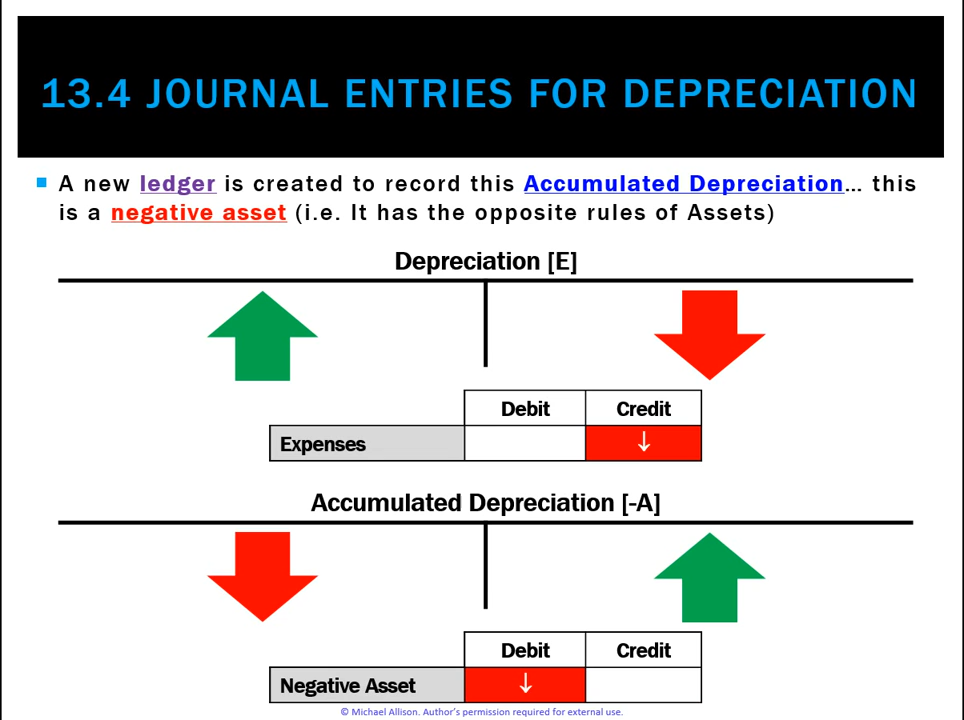 13.4 JOURNAL ENTRIES FOR DEPRECIATION
A new ledger is created to record this Accumulated Depreciation… this
is a negative asset (i.e. It has the opposite rules of Assets)
Depreciation [E]
Debit Credit
Expenses ↓
Accumulated Depreciation [-A]
Debit Credit
Negative Asset ↓
© Michael Allison. Author's permission required for external use.